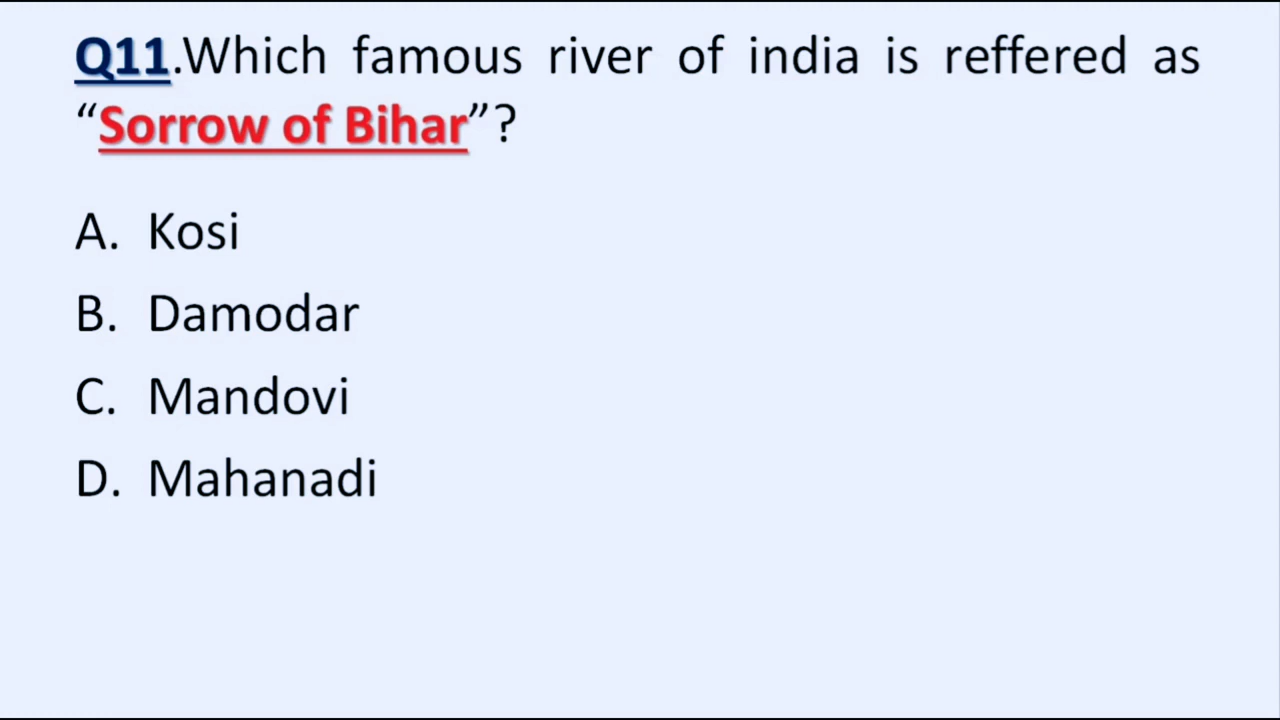 Q11.Which famous river of india is reffered as
“Sorrow of Bihar”?
A. Kosi
B. Damodar
C. Mandovi
D. Mahanadi